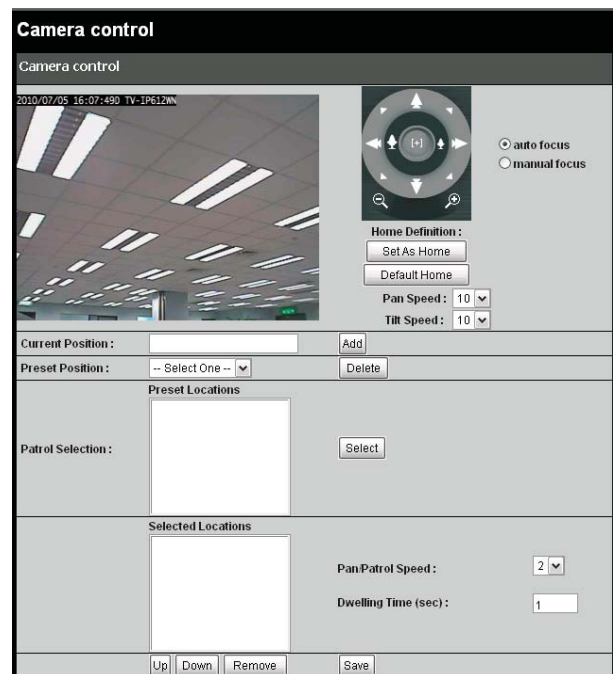 Camera control
Camera control
2010/07/05 16:07:49D TV-IP612WN
[+]
auto focus
manual focus
Home Definition :
Set As Home
Default Home
Pan Speed : 10
Tilt Speed : 10
Current Position :
Add
Preset Position : -- Select One --
Delete
Preset Locations
Patrol Selection :
Select
Selected Locations
Pan/Patrol Speed : 2
Dwelling Time (sec) : 1
Up Down Remove Save